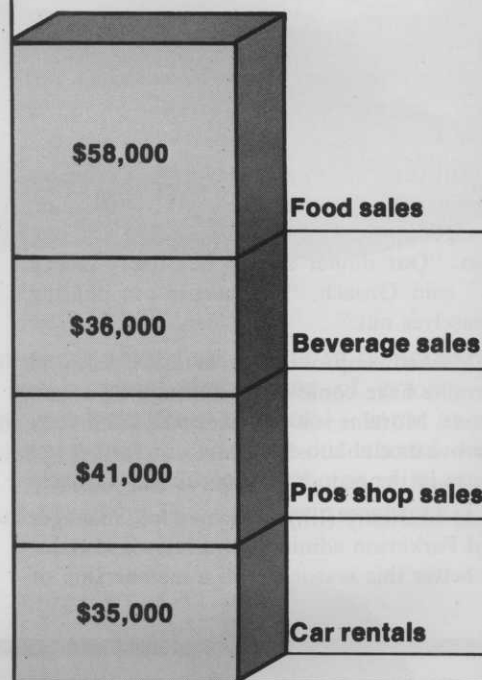 $58,000
Food sales
$36,000
Beverage sales
$41,000
Pros shop sales
$35,000
Car rentals